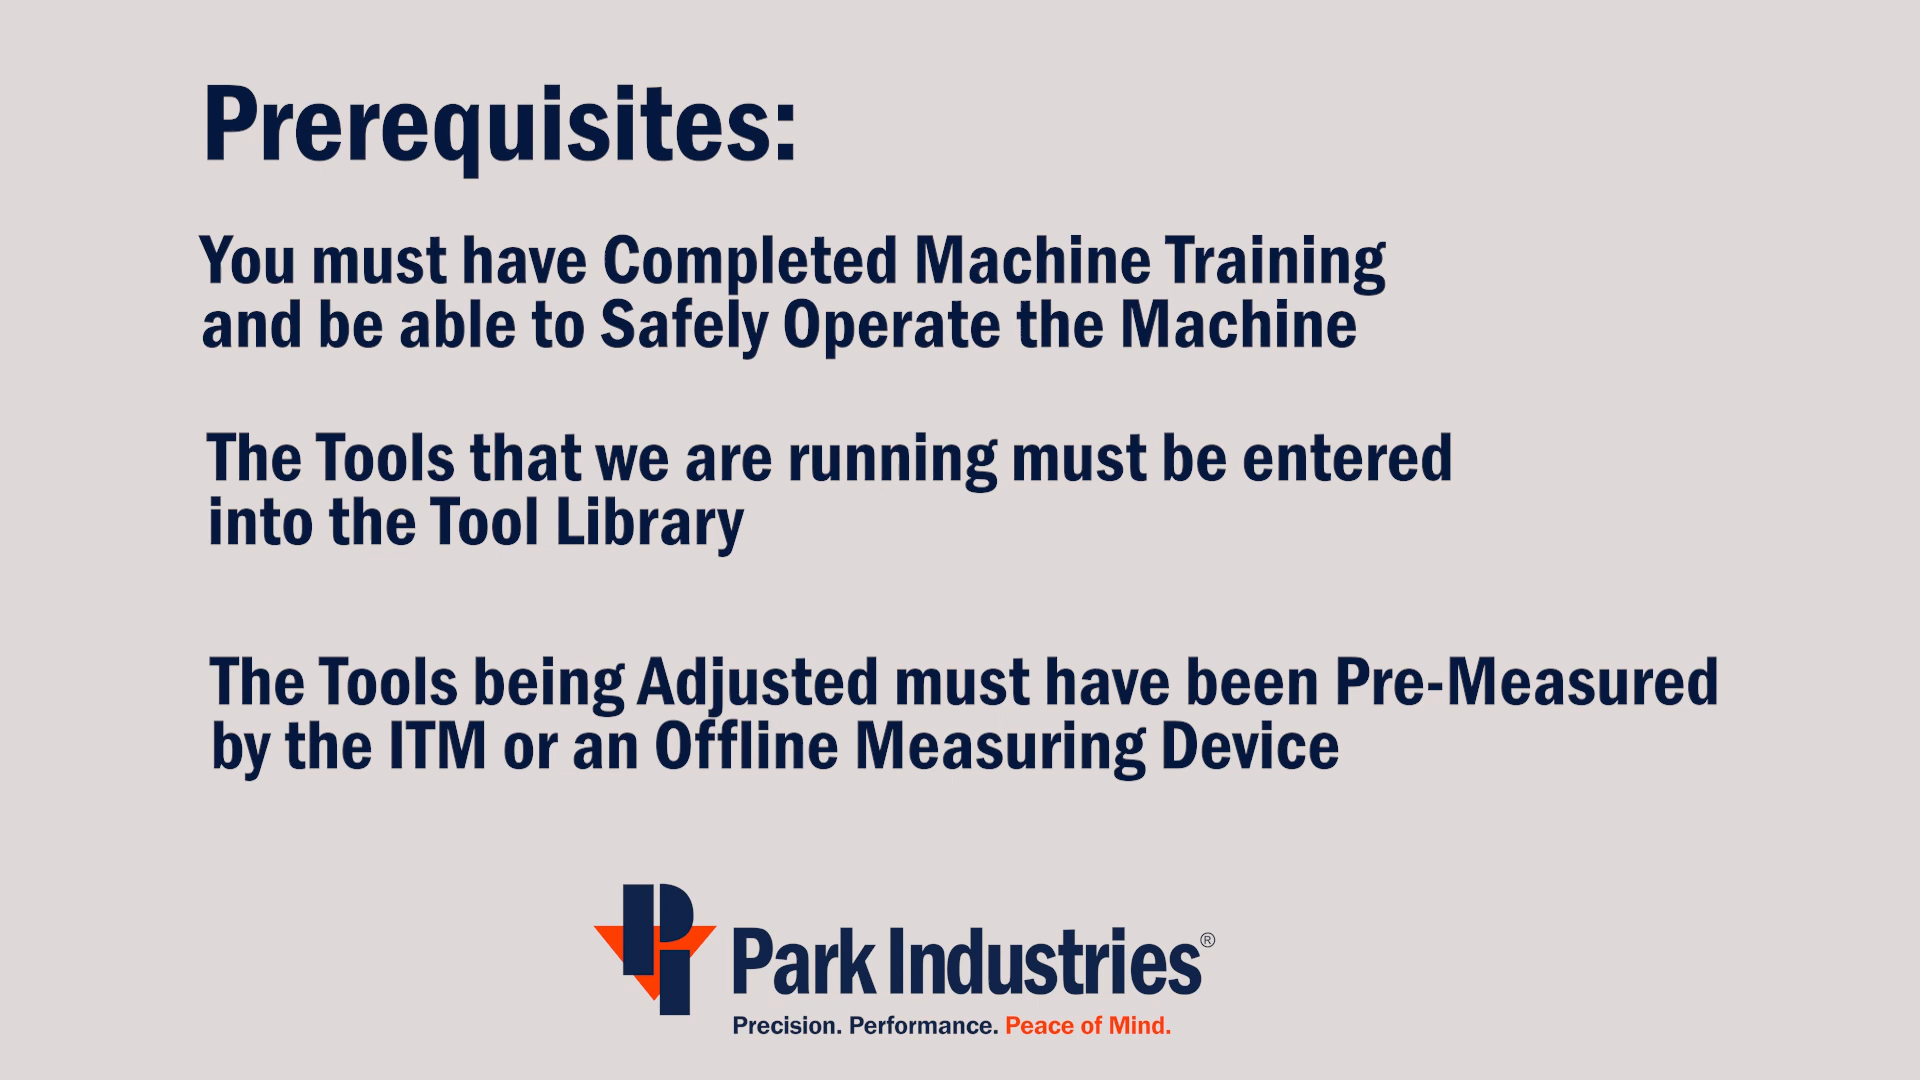 Prerequisites:
You must have Completed Machine Training
and be able to Safely Operate the Machine
The Tools that we are running must be entered
into the Tool Library
The Tools being Adjusted must have been Pre-Measured
by the ITM or an Offline Measuring Device
Park Industries®
Precision. Performance. Peace of Mind.